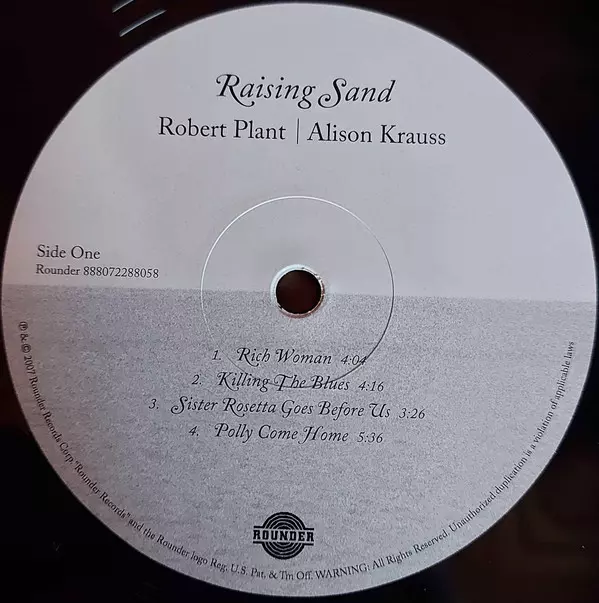 Raising Sand
Robert Plant | Alison Krauss
Side One
Rounder 888072288058
1. Rich Woman 4:04
2. Killing The Blues 4:16
3. Sister Rosetta Goes Before Us 3:26
4. Polly Come Home 5:36
ROUNDER
℗ & © 2007 Rounder Records Corp. "Rounder Records" and the Rounder logo Reg. U.S. Pat. & Tm Off. WARNING: All Rights Reserved. Unauthorized duplication is a violation of applicable laws